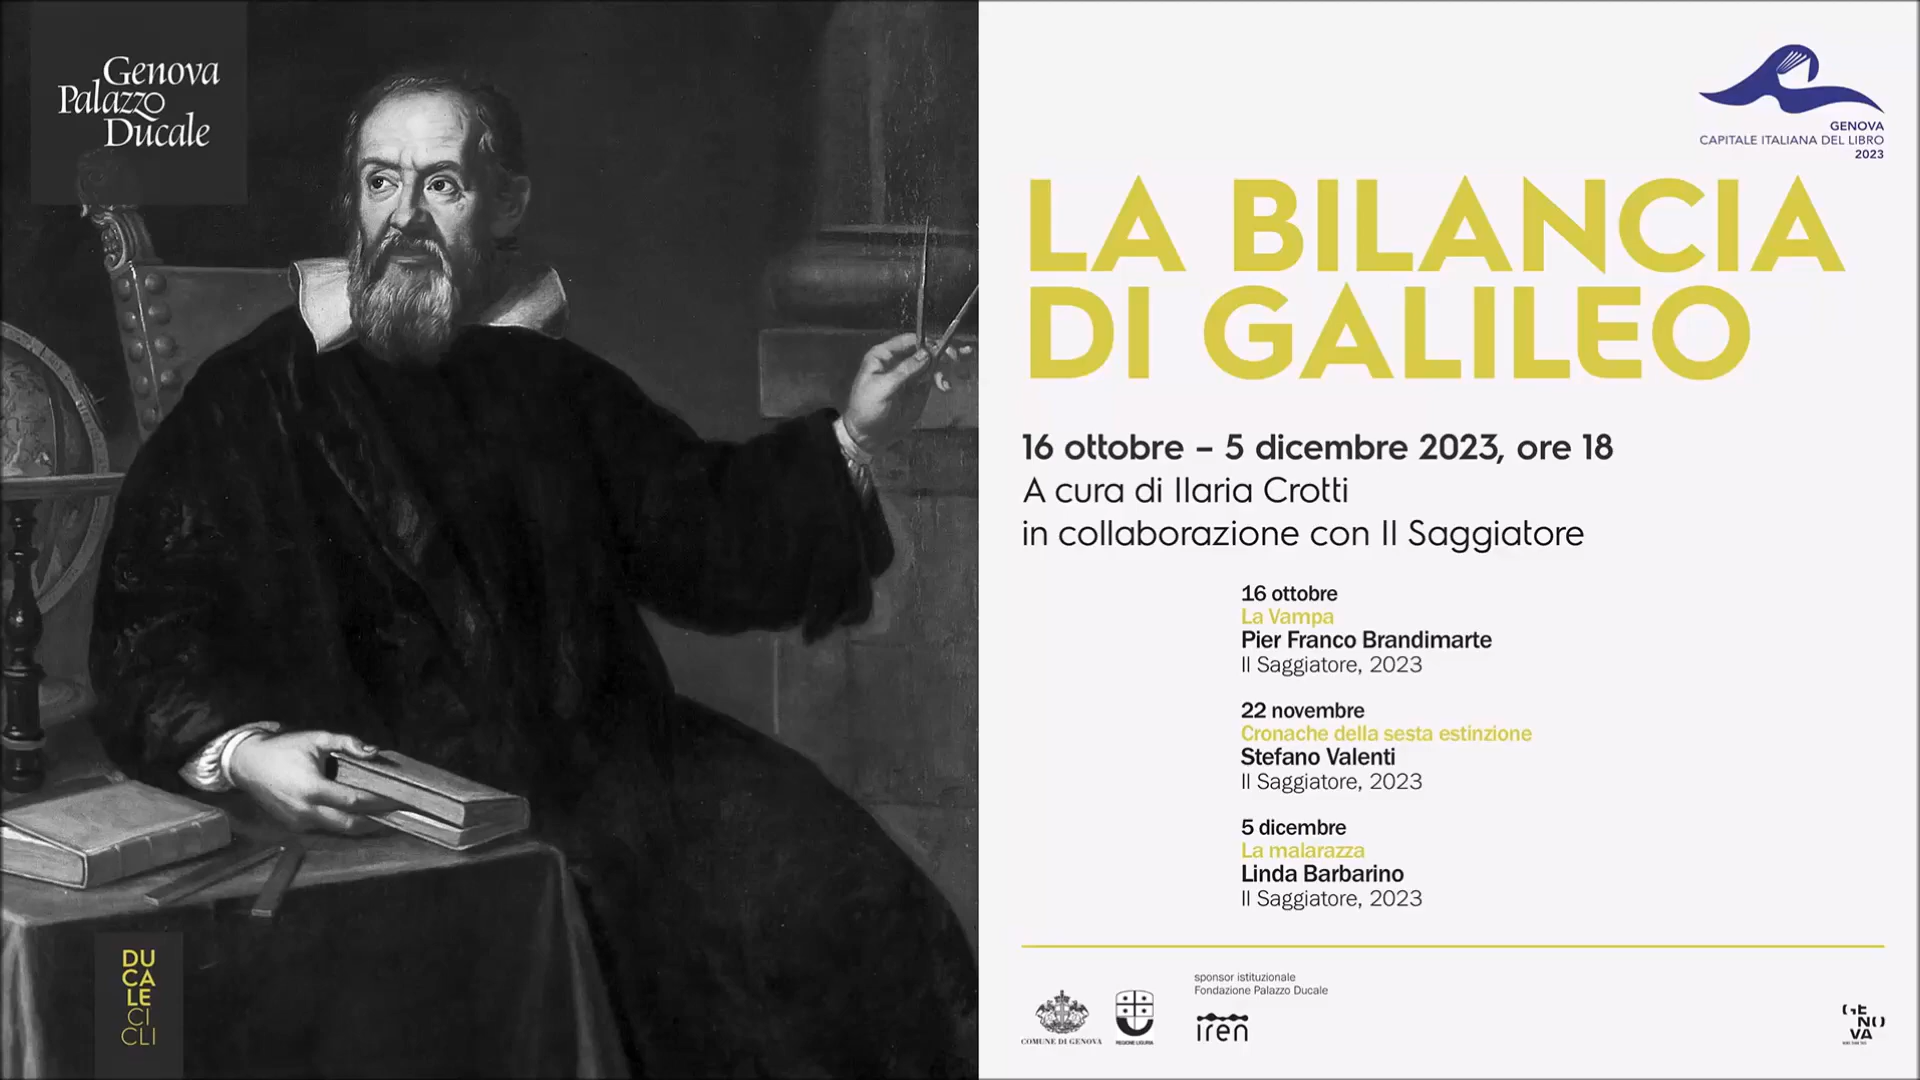 Genova
Palazzo
Ducale
GENOVA
CAPITALE ITALIANA DEL LIBRO
2023
LA BILANCIA
DI GALILEO
16 ottobre – 5 dicembre 2023, ore 18
A cura di Ilaria Crotti
in collaborazione con Il Saggiatore
16 ottobre
La Vampa
Pier Franco Brandimarte
Il Saggiatore, 2023
22 novembre
Cronache della sesta estinzione
Stefano Valenti
Il Saggiatore, 2023
5 dicembre
La malarazza
Linda Barbarino
Il Saggiatore, 2023
DU
CA
LE
CI
CLI
sponsor istituzionale
Fondazione Palazzo Ducale
COMUNE DI GENOVA
REGIONE LIGURIA
iren
GE
NO
VA